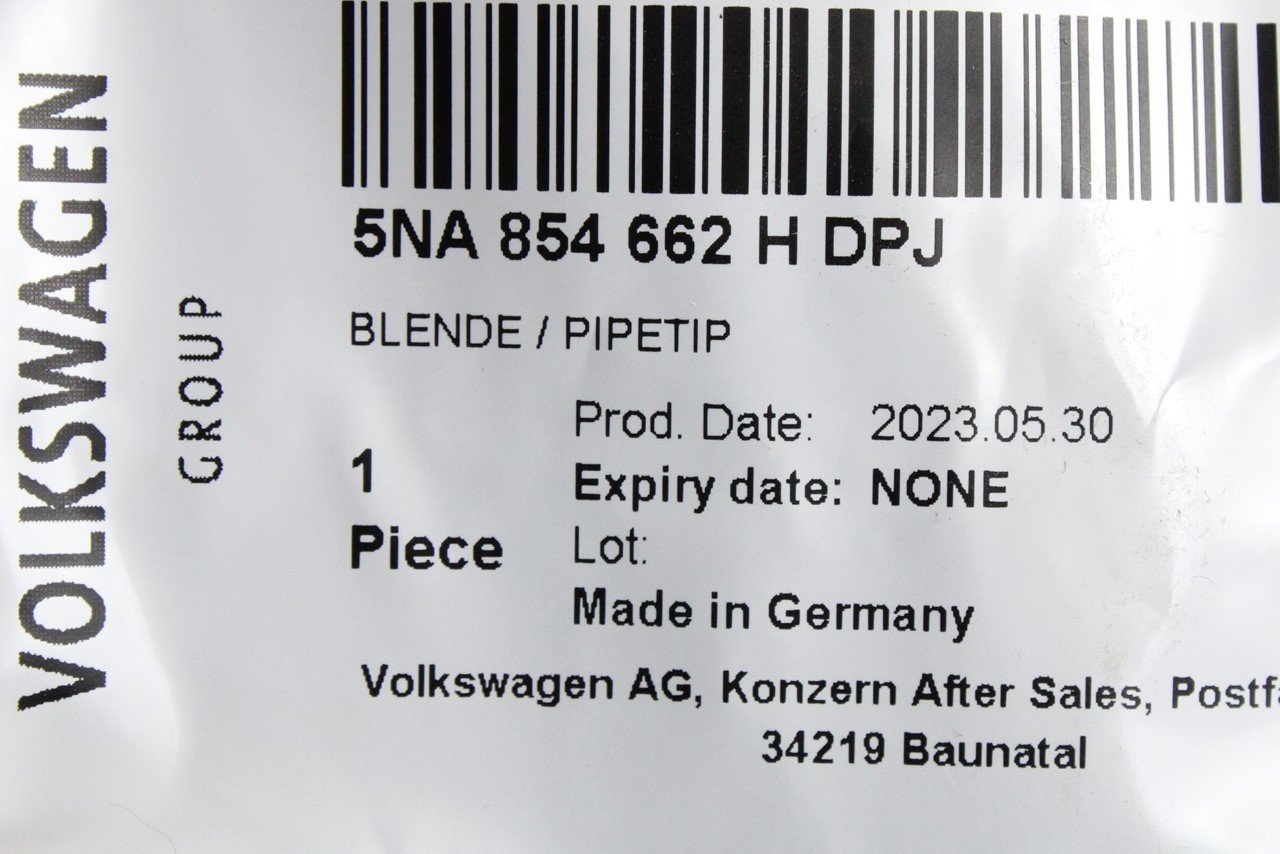 VOLKSWAGEN
GROUP
5NA 854 662 H DPJ
BLENDE / PIPETIP
Prod. Date: 2023.05.30
1
Expiry date: NONE
Piece
Lot:
Made in Germany
Volkswagen AG, Konzern After Sales,
34219 Baunatal